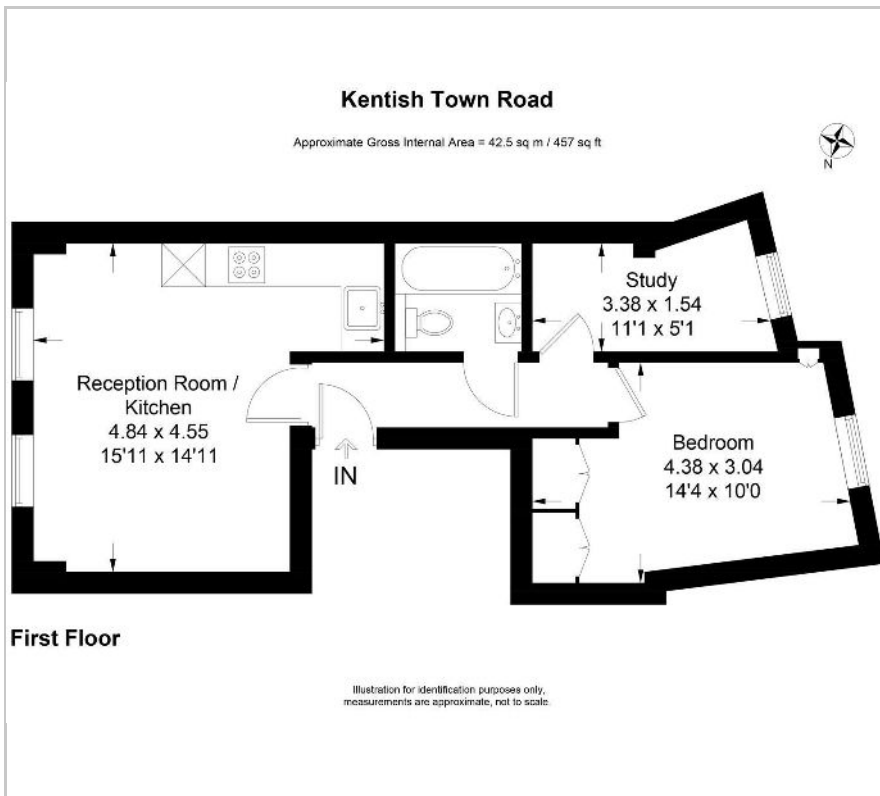 Kentish Town Road
Approximate Gross Internal Area = 42.5 sq m / 457 sq ft
N
Study
3.38 x 1.54
11'1 x 5'1
Reception Room /
Kitchen
4.84 x 4.55
15'11 x 14'11
Bedroom
4.38 x 3.04
14'4 x 10'0
IN
First Floor
Illustration for identification purposes only,
measurements are approximate, not to scale